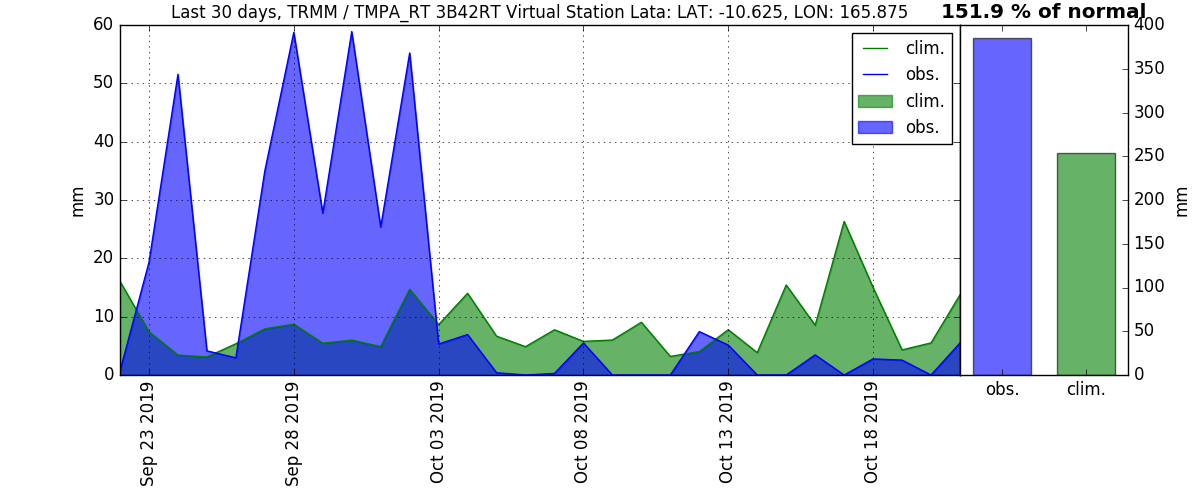 Last 30 days, TRMM / TMPA_RT 3B42RT Virtual Station Lata: LAT: -10.625, LON: 165.875
151.9 % of normal
60
50
40
30
20
10
0
mm
clim.
obs.
clim.
obs.
Sep 23 2019
Sep 28 2019
Oct 03 2019
Oct 08 2019
Oct 13 2019
Oct 18 2019
400
350
300
250
200
150
100
50
0
mm
obs.
clim.